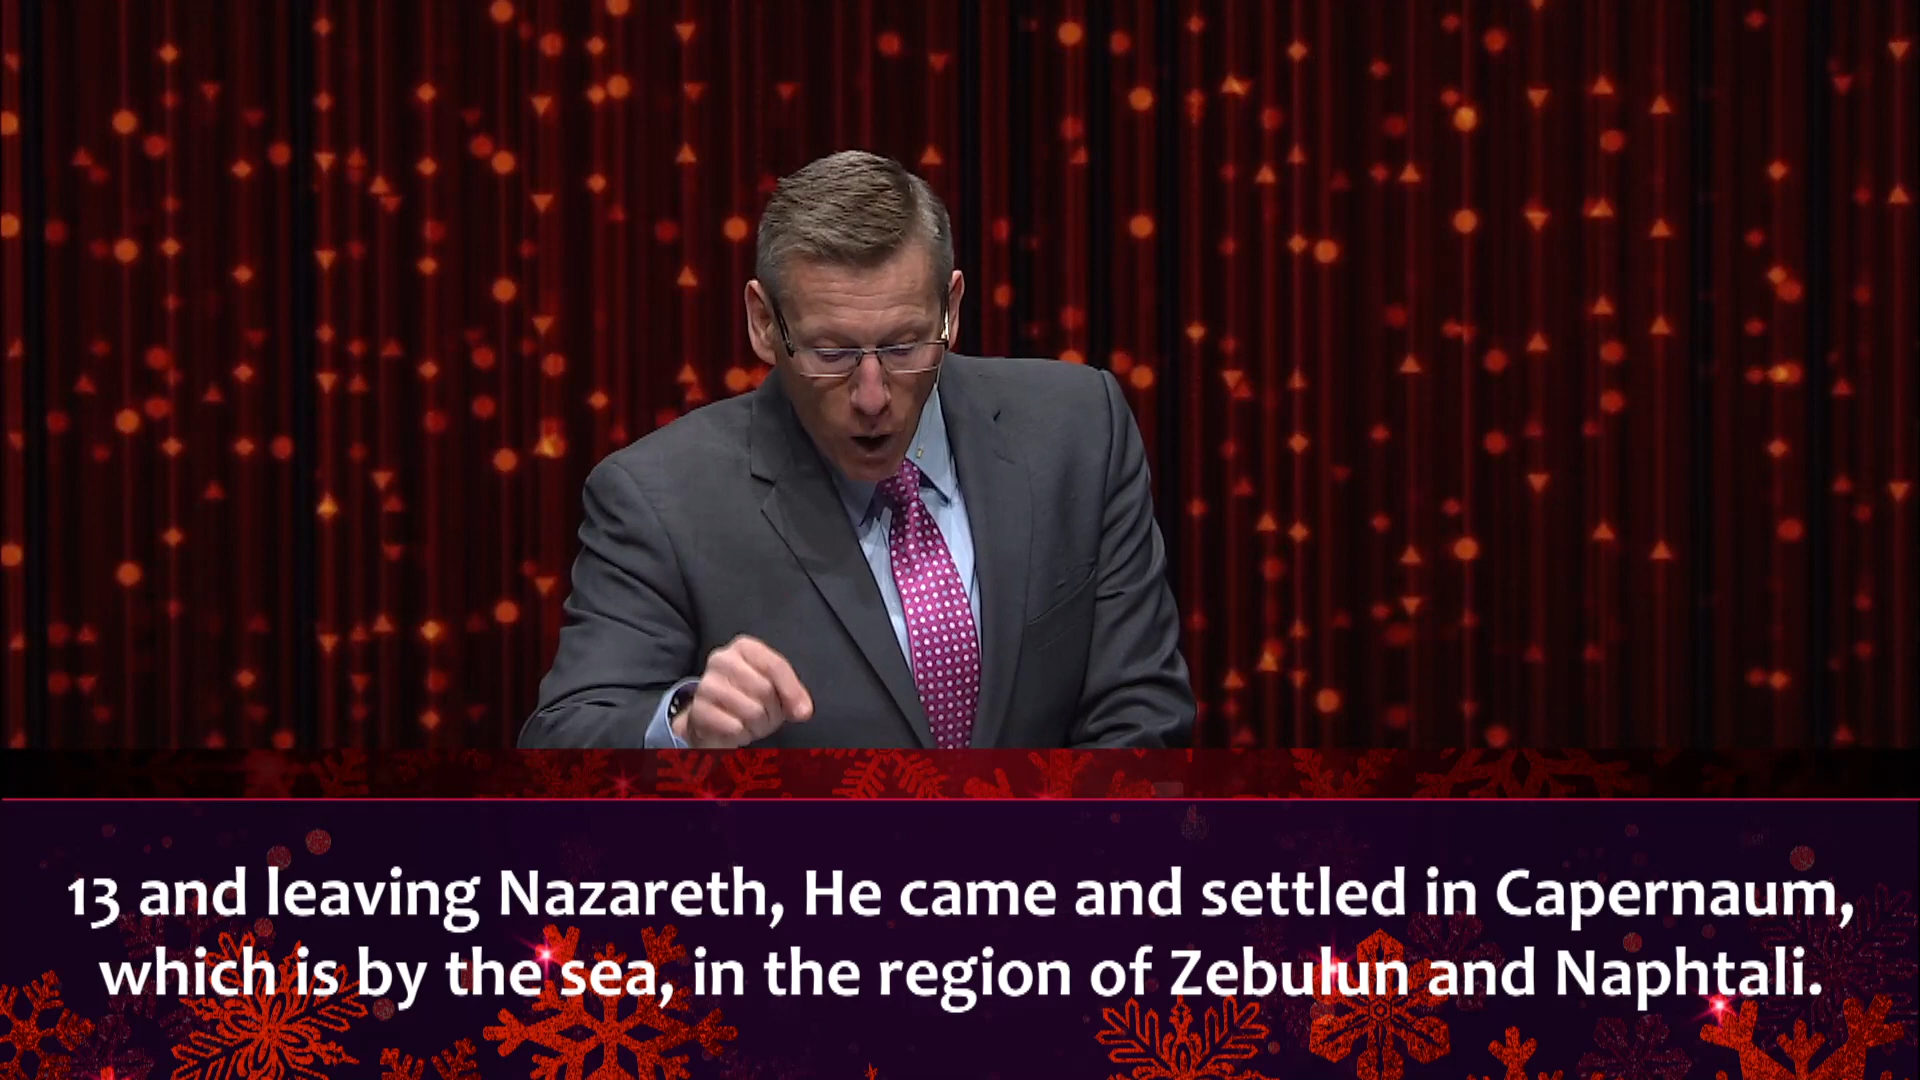 13 and leaving Nazareth, He came and settled in Capernaum,
which is by the sea, in the region of Zebulun and Naphtali.